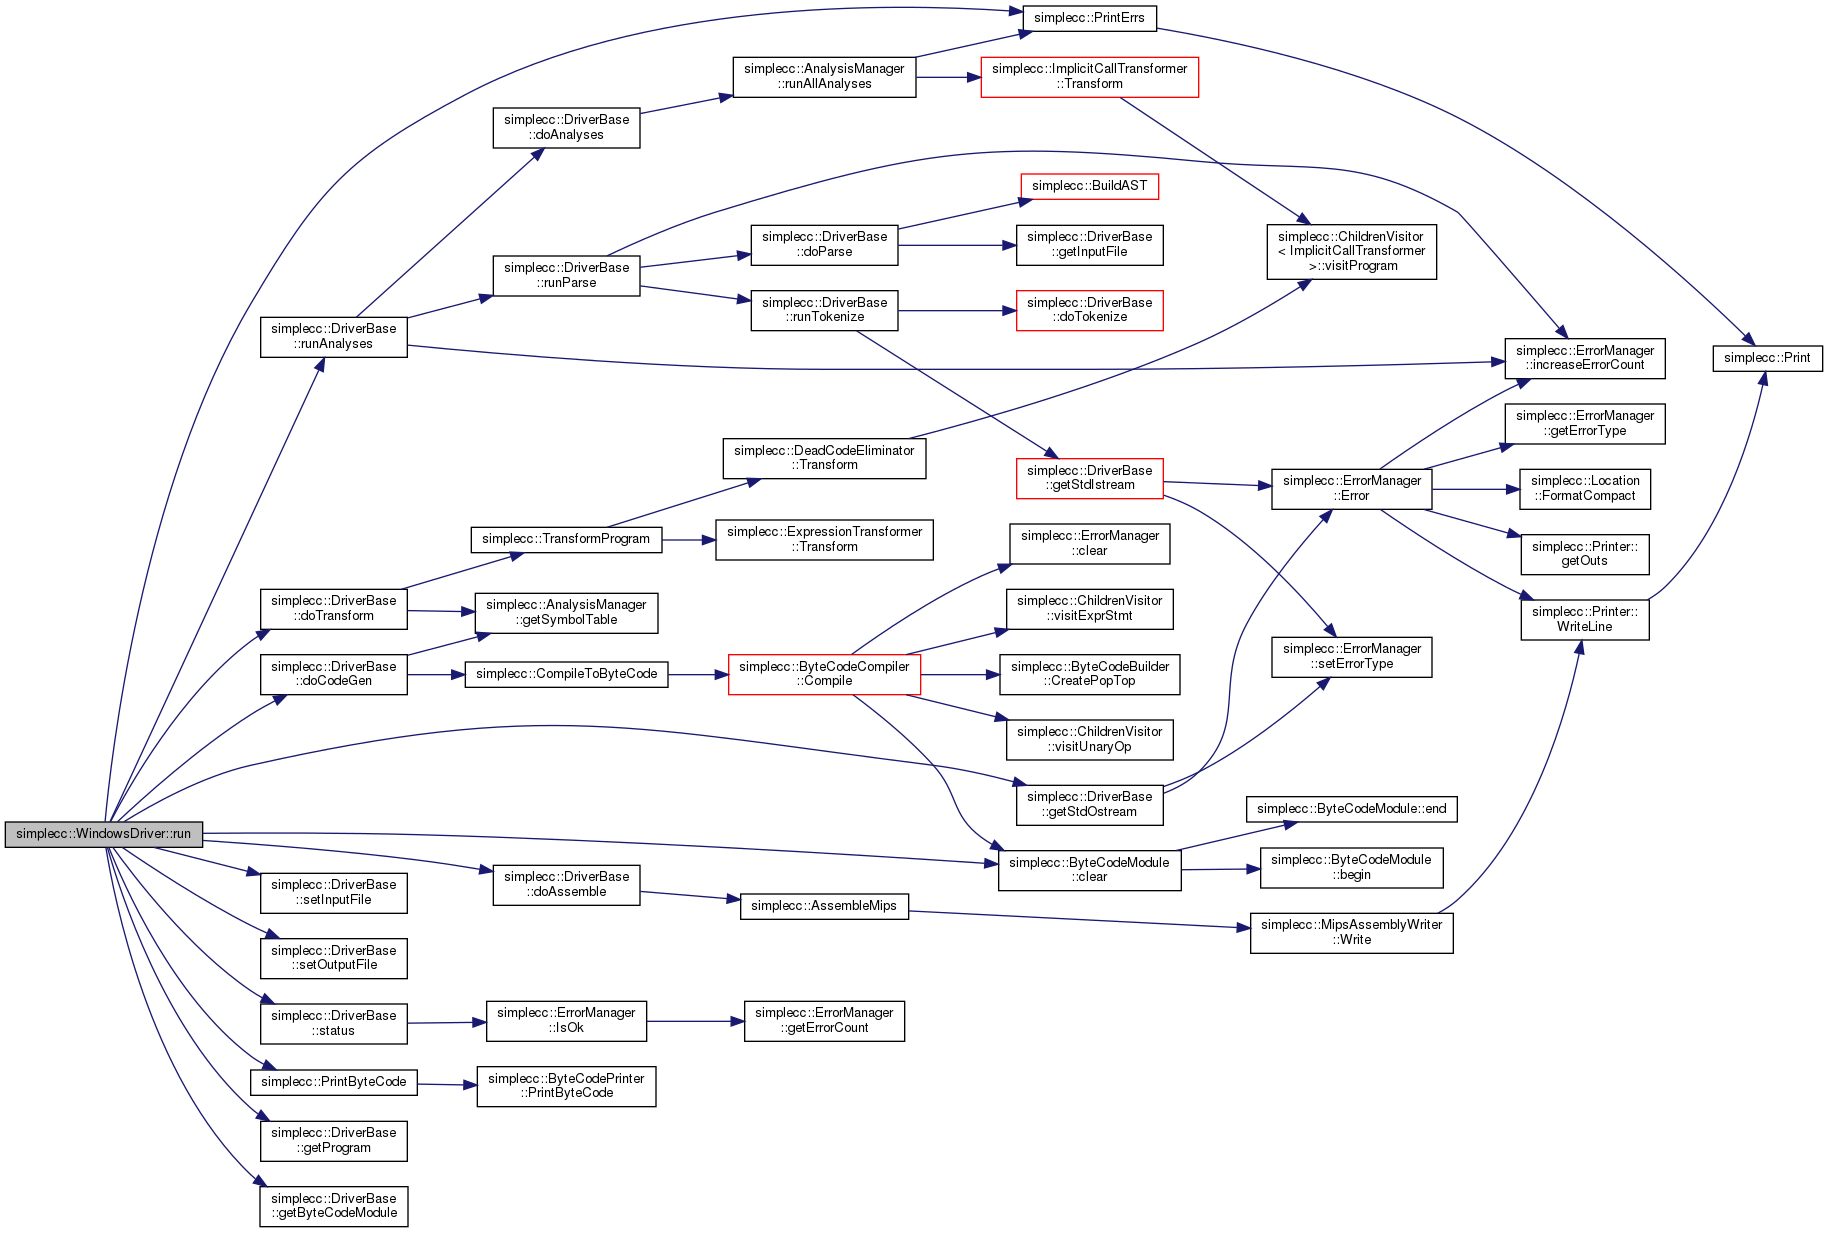 simplecc::PrintErrs
simplecc::AnalysisManager
::runAllAnalyses
simplecc::ImplicitCallTransformer
::Transform
simplecc::DriverBase
::doAnalyses
simplecc::BuildAST
simplecc::DriverBase
::doParse
simplecc::DriverBase
::getInputFile
simplecc::ChildrenVisitor
< ImplicitCallTransformer
>::visitProgram
simplecc::DriverBase
::runParse
simplecc::DriverBase
::runTokenize
simplecc::DriverBase
::doTokenize
simplecc::DriverBase
::runAnalyses
simplecc::ErrorManager
::increaseErrorCount
simplecc::Print
simplecc::ErrorManager
::getErrorType
simplecc::DeadCodeEliminator
::Transform
simplecc::DriverBase
::getStdIstream
simplecc::ErrorManager
::Error
simplecc::Location
::FormatCompact
simplecc::TransformProgram
simplecc::ExpressionTransformer
::Transform
simplecc::ErrorManager
::clear
simplecc::Printer::
getOuts
simplecc::DriverBase
::doTransform
simplecc::AnalysisManager
::getSymbolTable
simplecc::ChildrenVisitor
::visitExprStmt
simplecc::Printer::
WriteLine
simplecc::DriverBase
::doCodeGen
simplecc::CompileToByteCode
simplecc::ByteCodeCompiler
::Compile
simplecc::ByteCodeBuilder
::CreatePopTop
simplecc::ErrorManager
::setErrorType
simplecc::ChildrenVisitor
::visitUnaryOp
simplecc::DriverBase
::getStdOstream
simplecc::ByteCodeModule::end
simplecc::WindowsDriver::run
simplecc::ByteCodeModule
::clear
simplecc::ByteCodeModule
::begin
simplecc::DriverBase
::setInputFile
simplecc::DriverBase
::doAssemble
simplecc::AssembleMips
simplecc::MipsAssemblyWriter
::Write
simplecc::DriverBase
::setOutputFile
simplecc::DriverBase
::status
simplecc::ErrorManager
::IsOk
simplecc::ErrorManager
::getErrorCount
simplecc::PrintByteCode
simplecc::ByteCodePrinter
::PrintByteCode
simplecc::DriverBase
::getProgram
simplecc::DriverBase
::getByteCodeModule